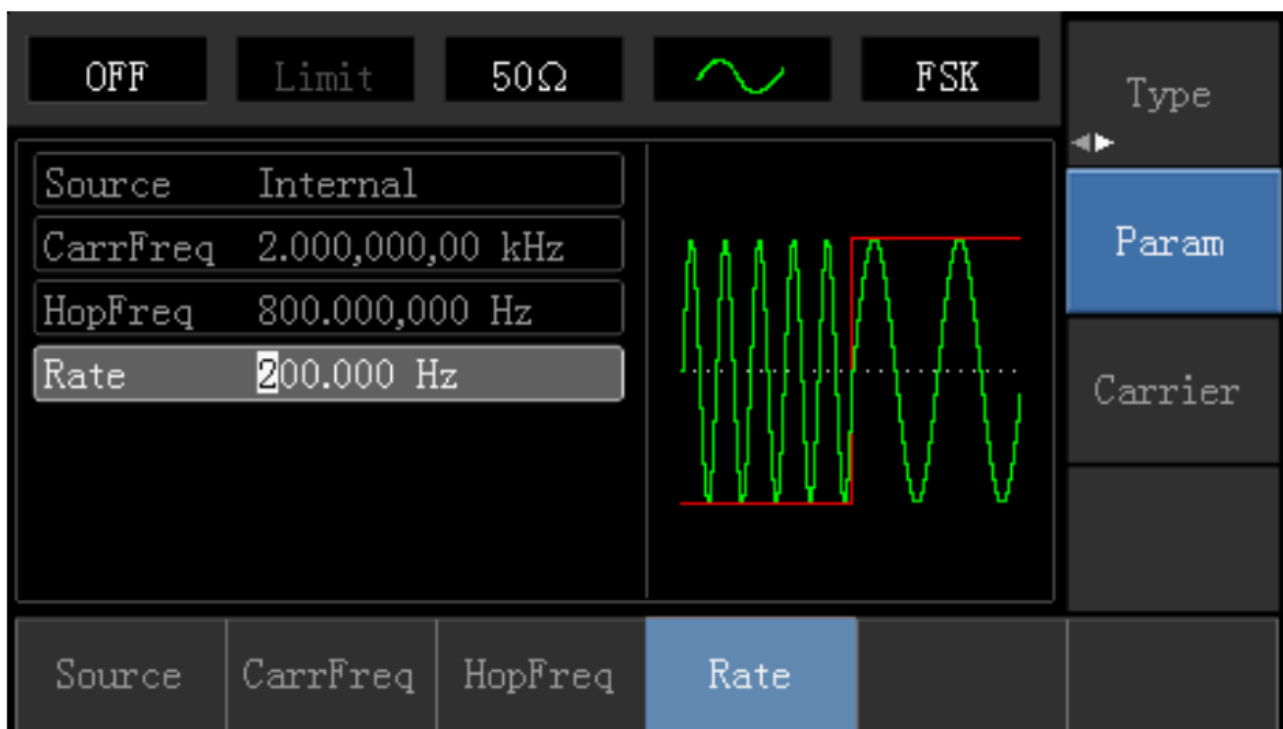 OFF Limit 50Ω FSK
Type
Source Internal
CarrFreq 2.000,000,00 kHz
HopFreq 800.000,000 Hz
Rate 200.000 Hz
Param
Carrier
Source CarrFreq HopFreq Rate